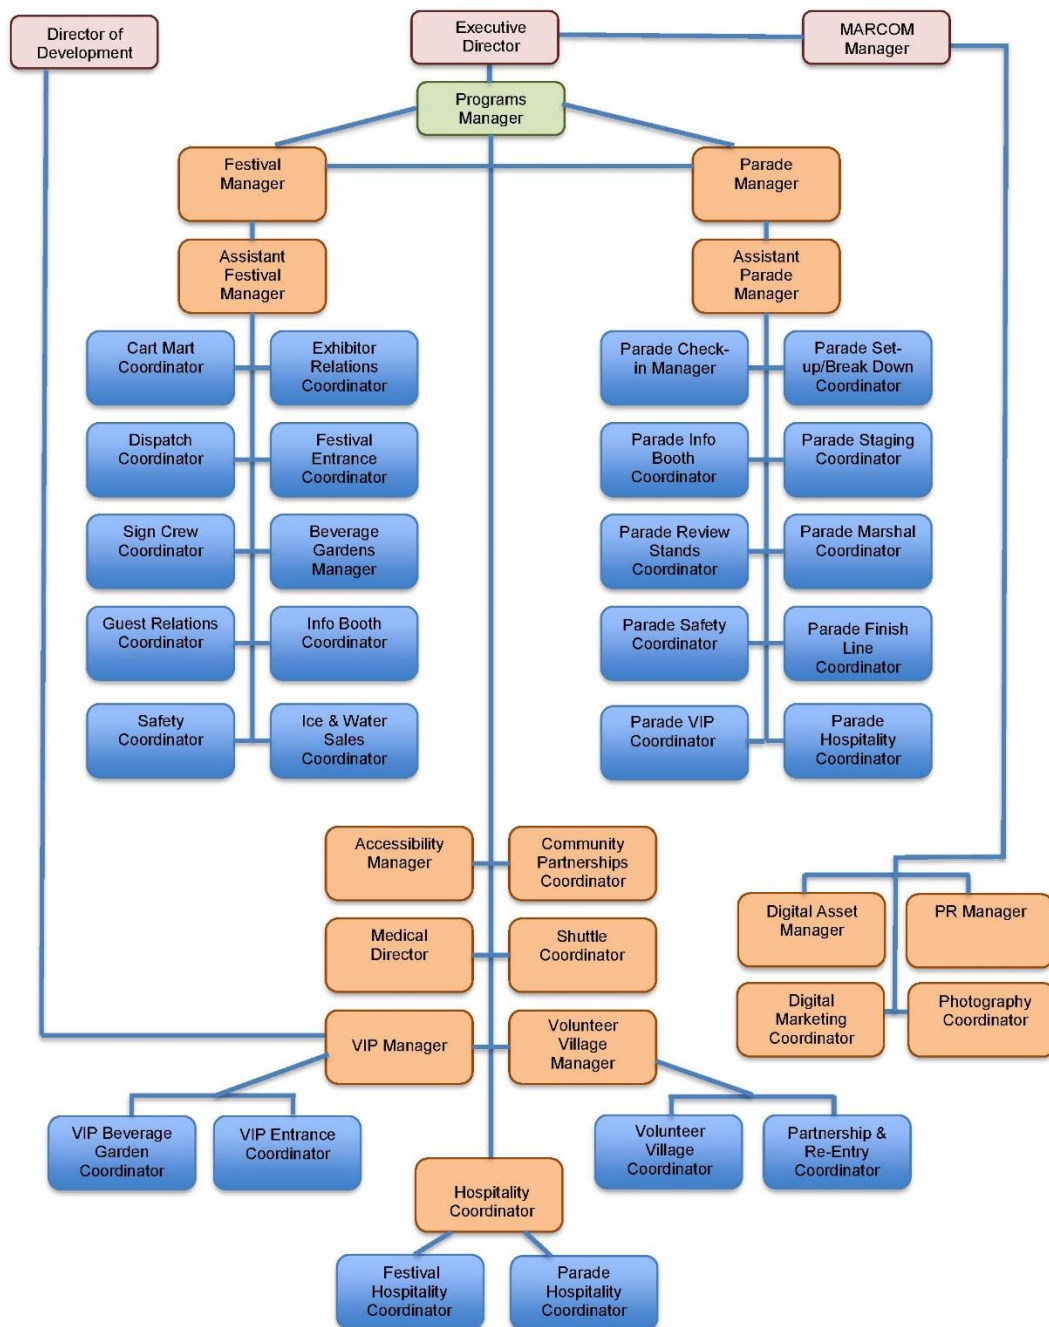 Director of
Development
Executive
Director
MARCOM
Manager
Programs
Manager
Festival
Manager
Parade
Manager
Assistant
Festival
Manager
Assistant
Parade
Manager
Cart Mart
Coordinator
Exhibitor
Relations
Coordinator
Parade Check-
in Manager
Parade Set-
up/Break Down
Coordinator
Dispatch
Coordinator
Festival
Entrance
Coordinator
Parade Info
Booth
Coordinator
Parade Staging
Coordinator
Sign Crew
Coordinator
Beverage
Gardens
Manager
Parade Review
Stands
Coordinator
Parade Marshal
Coordinator
Guest Relations
Coordinator
Info Booth
Coordinator
Parade Safety
Coordinator
Parade Finish
Line
Coordinator
Safety
Coordinator
Ice & Water
Sales
Coordinator
Parade VIP
Coordinator
Parade
Hospitality
Coordinator
Accessibility
Manager
Community
Partnerships
Coordinator
Digital Asset
Manager
PR Manager
Medical
Director
Shuttle
Coordinator
Digital
Marketing
Coordinator
Photography
Coordinator
VIP Manager
Volunteer
Village
Manager
VIP Beverage
Garden
Coordinator
VIP Entrance
Coordinator
Volunteer
Village
Coordinator
Partnership &
Re-Entry
Coordinator
Hospitality
Coordinator
Festival
Hospitality
Coordinator
Parade
Hospitality
Coordinator